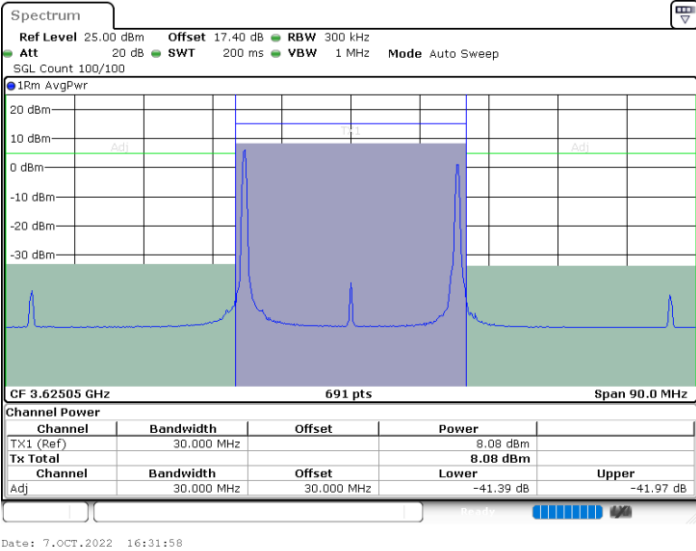 Spectrum
Ref Level 25.00 dBm Offset 17.40 dB RBW 300 kHz
Att 20 dB SWT 200 ms VBW 1 MHz Mode Auto Sweep
SGL Count 100/100
1Rm AvgPwr
20 dBm
TX1
10 dBm
Adj Adj
0 dBm
-10 dBm
-20 dBm
-30 dBm
CF 3.62505 GHz 691 pts Span 90.0 MHz
Channel Power
Channel Bandwidth Offset Power
TX1 (Ref) 30.000 MHz 8.08 dBm
Tx Total 8.08 dBm
Channel Bandwidth Offset Lower Upper
Adj 30.000 MHz 30.000 MHz -41.39 dB -41.97 dB
Ready
Date: 7.OCT.2022 16:31:58